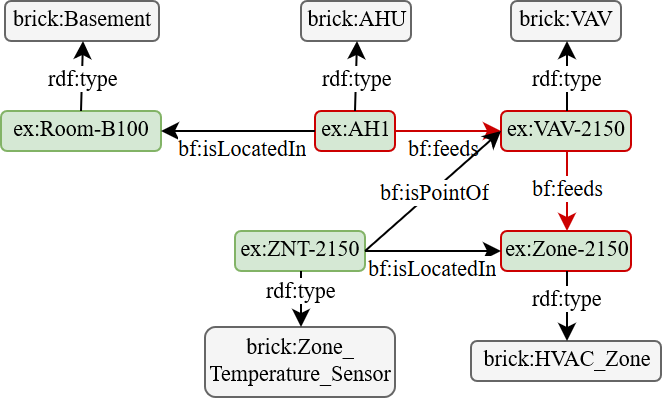 brick:Basement
brick:AHU
brick:VAV
rdf:type
rdf:type
rdf:type
ex:Room-B100
ex:AH1
ex:VAV-2150
bf:isLocatedIn
bf:feeds
bf:isPointOf
bf:feeds
ex:ZNT-2150
ex:Zone-2150
bf:isLocatedIn
rdf:type
rdf:type
brick:Zone_
Temperature_Sensor
brick:HVAC_Zone